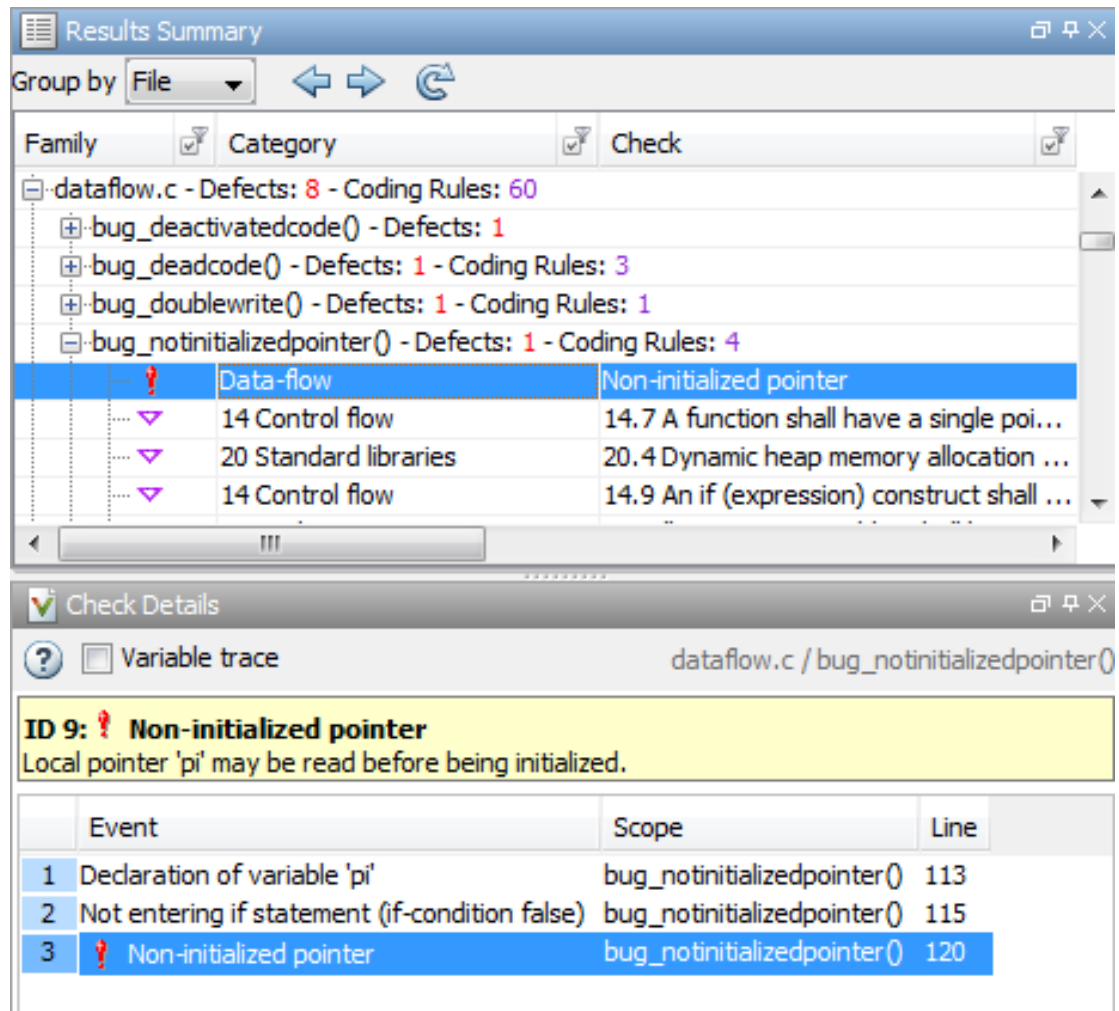 Results Summary
Group by File
Family Category Check
dataflow.c - Defects: 8 - Coding Rules: 60
bug_deactivatedcode() - Defects: 1
bug_deadcode() - Defects: 1 - Coding Rules: 3
bug_doublewrite() - Defects: 1 - Coding Rules: 1
bug_notinitializedpointer() - Defects: 1 - Coding Rules: 4
Data-flow Non-initialized pointer
14 Control flow 14.7 A function shall have a single poi...
20 Standard libraries 20.4 Dynamic heap memory allocation ...
14 Control flow 14.9 An if (expression) construct shall ...
Check Details
Variable trace dataflow.c / bug_notinitializedpointer()
ID 9: Non-initialized pointer
Local pointer 'pi' may be read before being initialized.
Event Scope Line
1 Declaration of variable 'pi' bug_notinitializedpointer() 113
2 Not entering if statement (if-condition false) bug_notinitializedpointer() 115
3 Non-initialized pointer bug_notinitializedpointer() 120